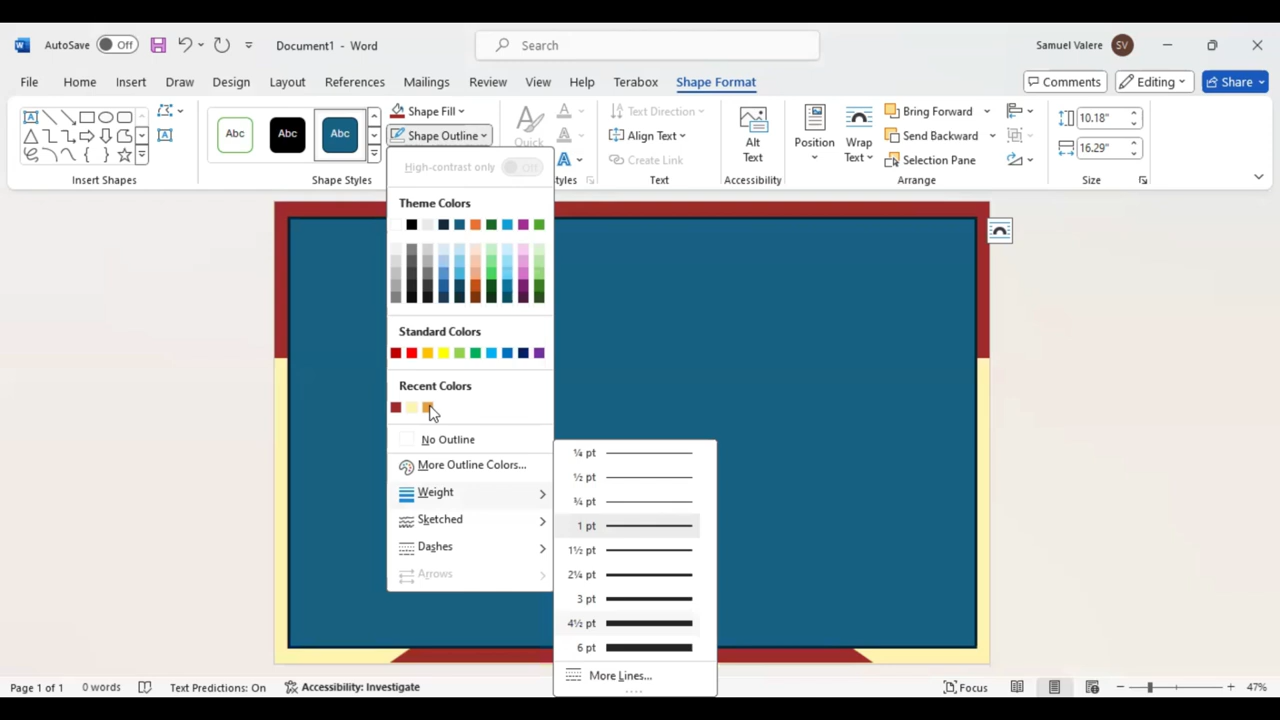 AutoSave Off Document1 - Word Search Samuel Valere SV
File Home Insert Draw Design Layout References Mailings Review View Help Terabox Shape Format Comments Editing Share
Abc Abc Abc
Shape Fill
Shape Outline
Quick
Text Direction
Align Text
Create Link
Alt
Text
Position
Wrap
Text
Bring Forward
Send Backward
Selection Pane
10.18"
16.29"
Insert Shapes Shape Styles Styles Text Accessibility Arrange Size
High-contrast only Off
Theme Colors
Standard Colors
Recent Colors
No Outline
More Outline Colors...
Weight
Sketched
Dashes
Arrows
¼ pt
½ pt
¾ pt
1 pt
1½ pt
2¼ pt
3 pt
4½ pt
6 pt
More Lines...
Page 1 of 1 0 words Text Predictions: On Accessibility: Investigate Focus 47%